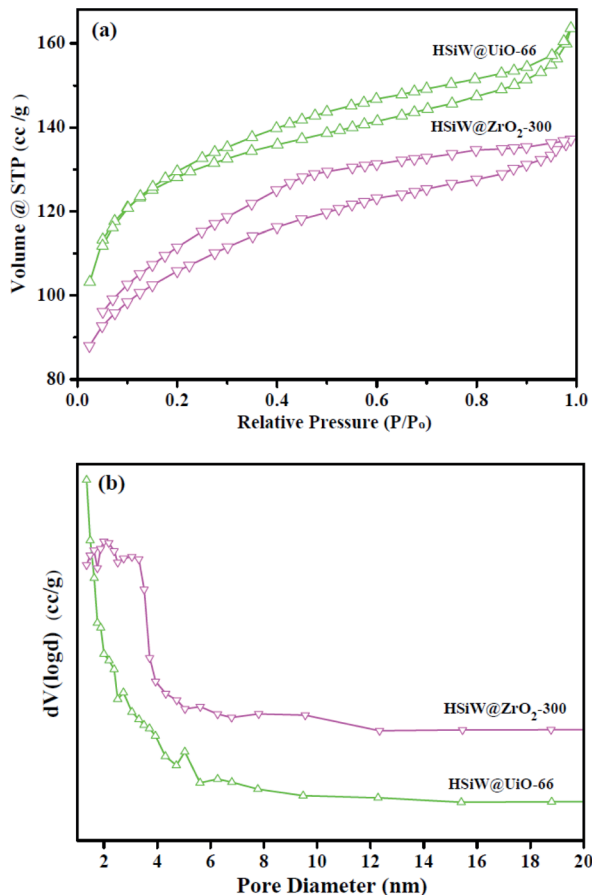 (a)
HSiW@UiO-66
HSiW@ZrO₂-300
Volume @ STP (cc /g)
160
140
120
100
80
0.0 0.2 0.4 0.6 0.8 1.0
Relative Pressure (P/P₀)
(b)
dV(logd) (cc/g)
HSiW@ZrO₂-300
HSiW@UiO-66
2 4 6 8 10 12 14 16 18 20
Pore Diameter (nm)